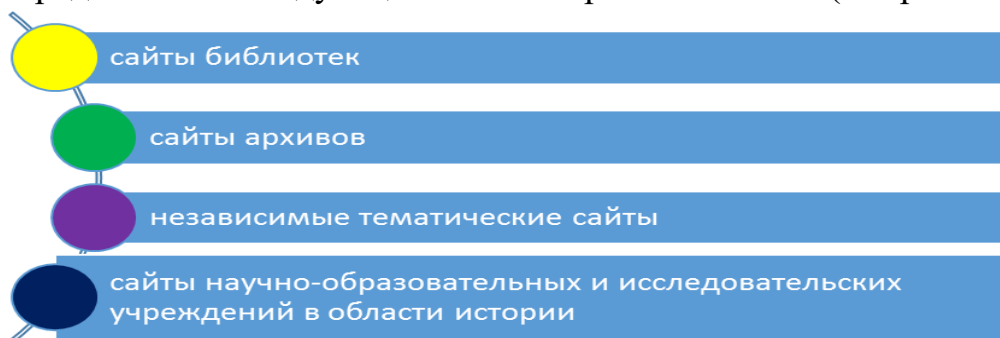 сайты библиотек
сайты архивов
независимые тематические сайты
сайты научно-образовательных и исследовательских
учреждений в области истории